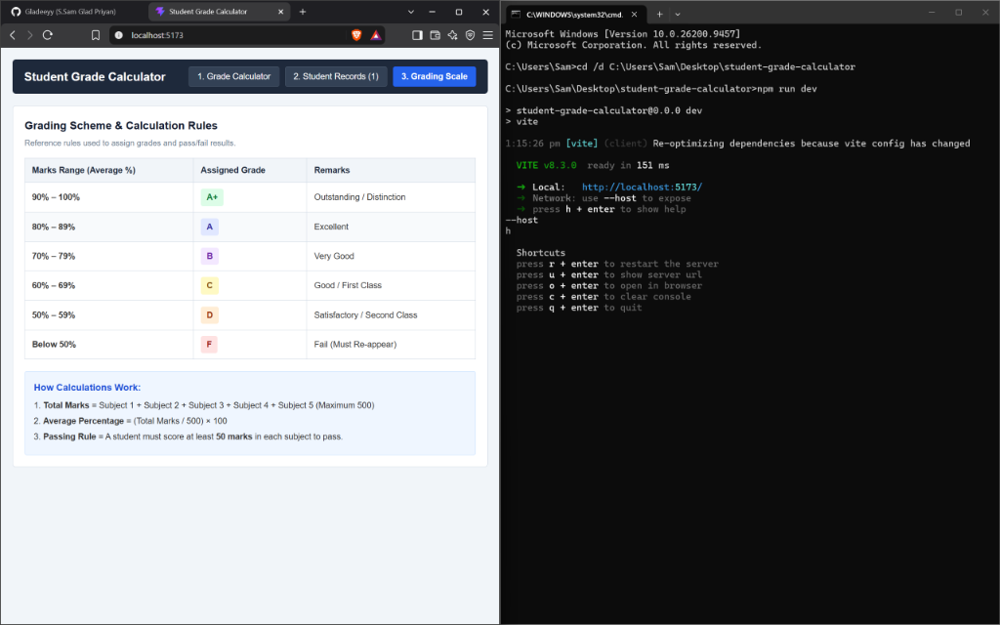 Gladeeyy (S.Sam Glad Priyan)
Student Grade Calculator
localhost:5173
Student Grade Calculator
1. Grade Calculator
2. Student Records (1)
3. Grading Scale
Grading Scheme & Calculation Rules
Reference rules used to assign grades and pass/fail results.
Marks Range (Average %) Assigned Grade Remarks
90% – 100% A+ Outstanding / Distinction
80% – 89% A Excellent
70% – 79% B Very Good
60% – 69% C Good / First Class
50% – 59% D Satisfactory / Second Class
Below 50% F Fail (Must Re-appear)
How Calculations Work:
1. Total Marks = Subject 1 + Subject 2 + Subject 3 + Subject 4 + Subject 5 (Maximum 500)
2. Average Percentage = (Total Marks / 500) × 100
3. Passing Rule = A student must score at least 50 marks in each subject to pass.
C:\WINDOWS\system32\cmd.
Microsoft Windows [Version 10.0.26200.9457]
(c) Microsoft Corporation. All rights reserved.
C:\Users\Sam>cd /d C:\Users\Sam\Desktop\student-grade-calculator
C:\Users\Sam\Desktop\student-grade-calculator>npm run dev
> student-grade-calculator@0.0.0 dev
> vite
1:15:26 pm [vite] (client) Re-optimizing dependencies because vite config has changed
VITE v8.3.0 ready in 151 ms
➜ Local: http://localhost:5173/
➜ Network: use --host to expose
➜ press h + enter to show help
--host
h
Shortcuts
press r + enter to restart the server
press u + enter to show server url
press o + enter to open in browser
press c + enter to clear console
press q + enter to quit